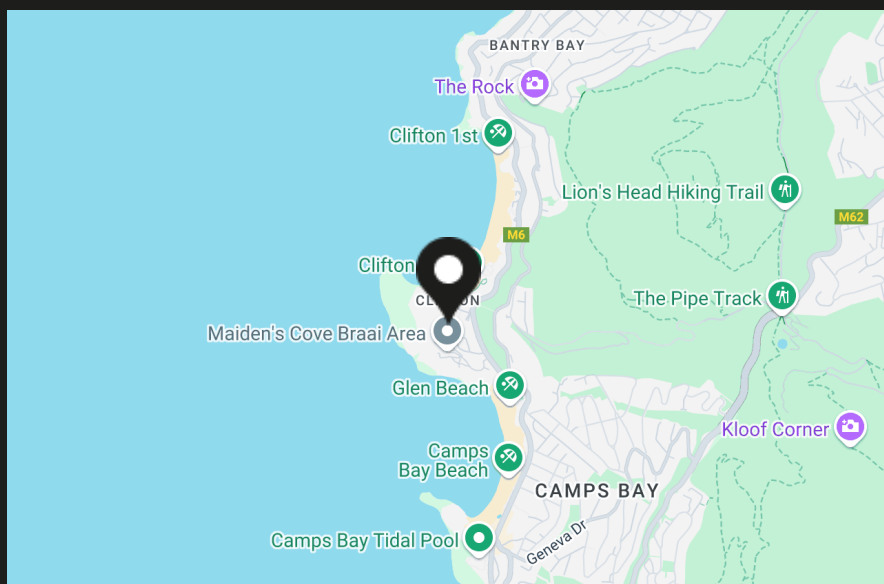 BANTRY BAY
The Rock
Clifton 1st
Lion's Head Hiking Trail
M62
M6
Clifton
The Pipe Track
Maiden's Cove Braai Area
Glen Beach
Kloof Corner
Camps
Bay Beach
CAMPS BAY
Camps Bay Tidal Pool
Geneva Dr